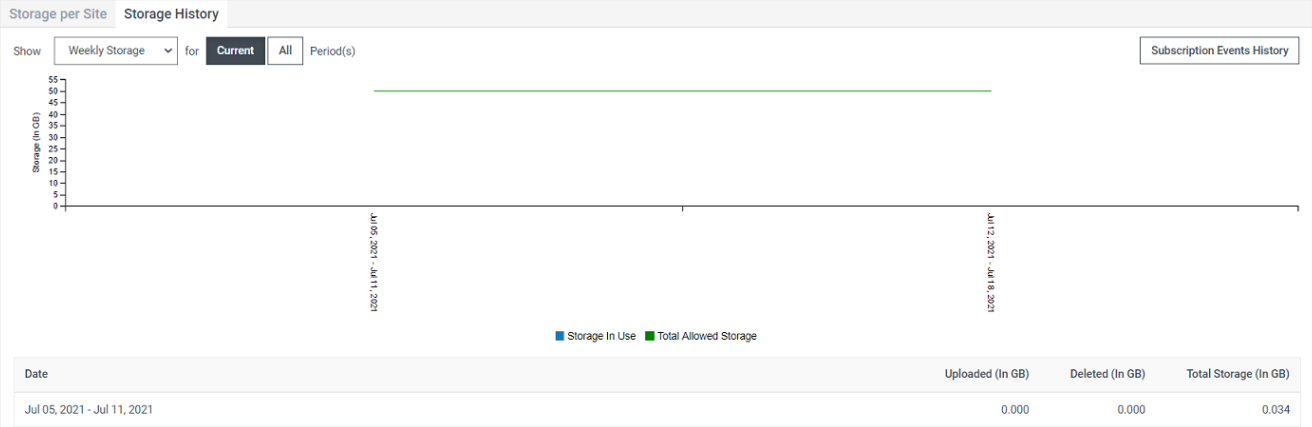 Storage per Site Storage History
Show Weekly Storage for Current All Period(s) Subscription Events History
Storage (In GB)
55
50
45
40
35
30
25
20
15
10
5
0
Jul 05, 2021 - Jul 11, 2021
Jul 12, 2021 - Jul 18, 2021
Storage In Use Total Allowed Storage
Date Uploaded (In GB) Deleted (In GB) Total Storage (In GB)
Jul 05, 2021 - Jul 11, 2021 0.000 0.000 0.034